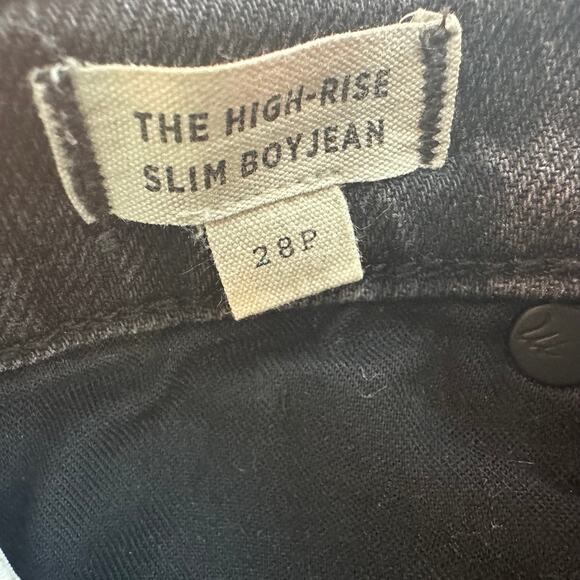 THE HIGH-RISE
SLIM BOYJEAN
28P